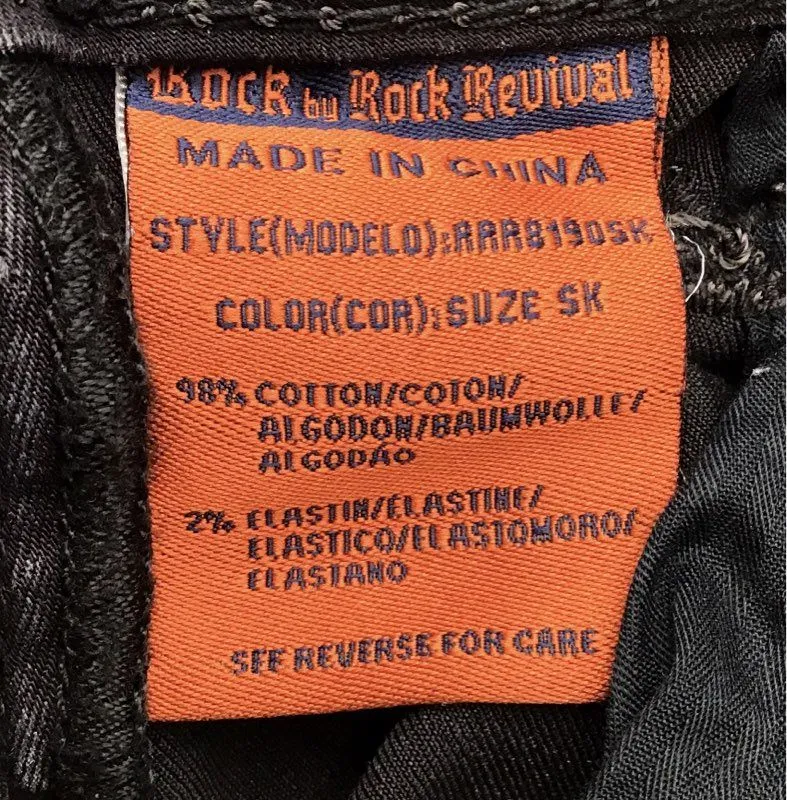 Rock by Rock Revival
MADE IN CHINA
STYLE(MODELO):RRR8190SK
COLOR(COR):SUZE SK
98% COTTON/COTON/
ALGODON/BAUMWOLLE/
ALGODÃO
2% ELASTIN/ELASTINE/
ELASTICO/ELASTOMORO/
ELASTANO
SEE REVERSE FOR CARE